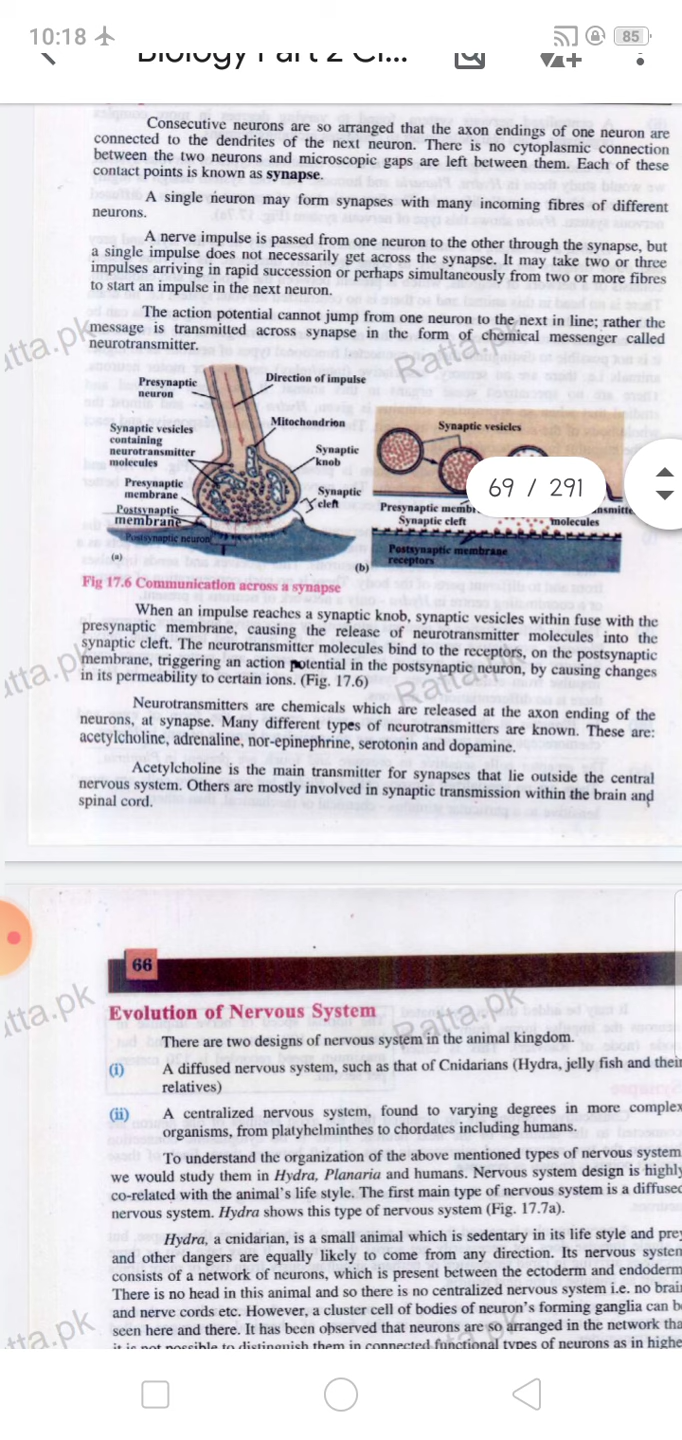 10:18
85
Biology Part 2 Cl...
Consecutive neurons are so arranged that the axon endings of one neuron are
connected to the dendrites of the next neuron. There is no cytoplasmic connection
between the two neurons and microscopic gaps are left between them. Each of these
contact points is known as synapse.
A single neuron may form synapses with many incoming fibres of different
neurons.
A nerve impulse is passed from one neuron to the other through the synapse, but
a single impulse does not necessarily get across the synapse. It may take two or three
impulses arriving in rapid succession or perhaps simultaneously from two or more fibres
to start an impulse in the next neuron.
The action potential cannot jump from one neuron to the next in line; rather the
message is transmitted across synapse in the form of chemical messenger called
neurotransmitter.
Ratta.pk
Presynaptic
neuron
Direction of impulse
Synaptic vesicles
containing
neurotransmitter
molecules
Mitochondrion
Synaptic
knob
Presynaptic
membrane
Synaptic
cleft
Postsynaptic
membrane
Postsynaptic neuron
(a)
Synaptic vesicles
69 / 291
Presynaptic
Synaptic cleft
molecules
Postsynaptic membrane
receptors
(b)
Fig 17.6 Communication across a synapse
When an impulse reaches a synaptic knob, synaptic vesicles within fuse with the
presynaptic membrane, causing the release of neurotransmitter molecules into the
synaptic cleft. The neurotransmitter molecules bind to the receptors, on the postsynaptic
membrane, triggering an action potential in the postsynaptic neuron, by causing changes
in its permeability to certain ions. (Fig. 17.6)
Ratta.pk
Neurotransmitters are chemicals which are released at the axon ending of the
neurons, at synapse. Many different types of neurotransmitters are known. These are:
acetylcholine, adrenaline, nor-epinephrine, serotonin and dopamine.
Acetylcholine is the main transmitter for synapses that lie outside the central
nervous system. Others are mostly involved in synaptic transmission within the brain and
spinal cord.
66
Evolution of Nervous System
Ratta.pk
There are two designs of nervous system in the animal kingdom.
(i) A diffused nervous system, such as that of Cnidarians (Hydra, jelly fish and their
relatives)
(ii) A centralized nervous system, found to varying degrees in more complex
organisms, from platyhelminthes to chordates including humans.
To understand the organization of the above mentioned types of nervous system
we would study them in Hydra, Planaria and humans. Nervous system design is highly
co-related with the animal's life style. The first main type of nervous system is a diffused
nervous system. Hydra shows this type of nervous system (Fig. 17.7a).
Hydra, a cnidarian, is a small animal which is sedentary in its life style and prey
and other dangers are equally likely to come from any direction. Its nervous system
consists of a network of neurons, which is present between the ectoderm and endoderm
There is no head in this animal and so there is no centralized nervous system i.e. no brain
and nerve cords etc. However, a cluster cell of bodies of neuron's forming ganglia can be
seen here and there. It has been observed that neurons are so arranged in the network tha
it is not possible to distinguish them in connected functional types of neurons as in highe